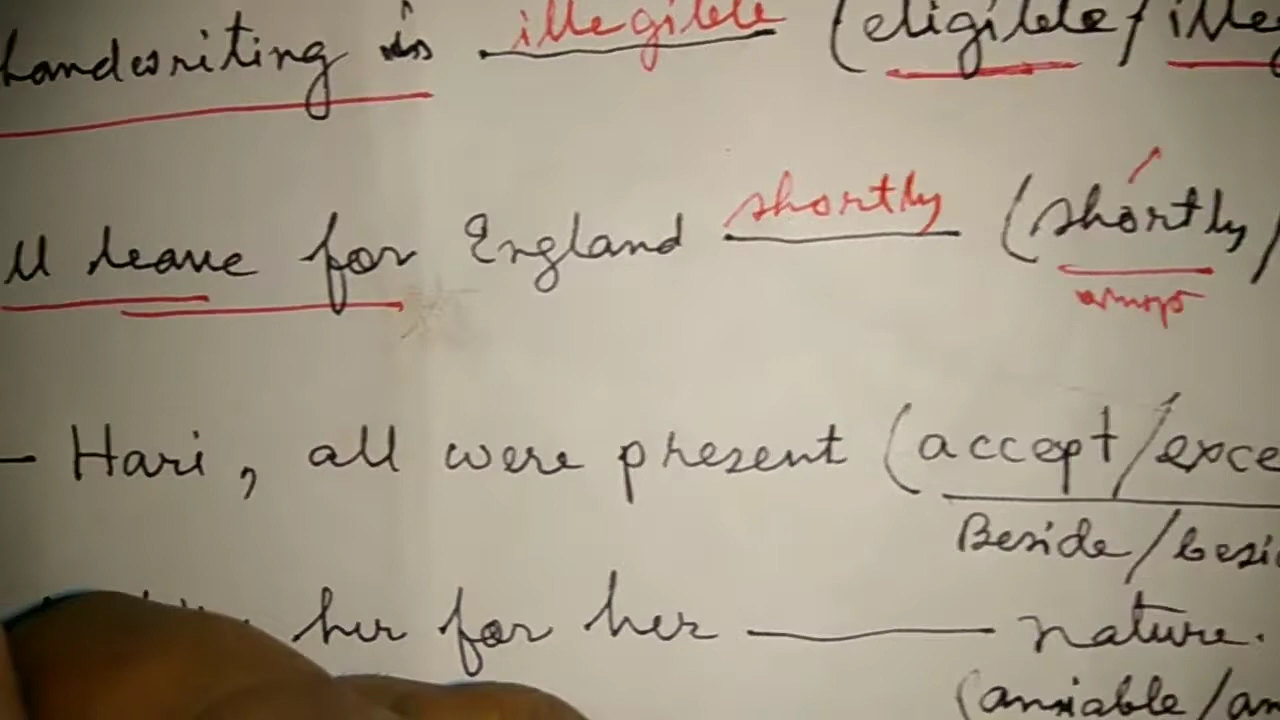 handwriting is illegible (eligible/ille
ll leave for England shortly (shortly/
- Hari, all were present (accept/exce
Beside/besi
her for her ______ nature.
(amiable/am